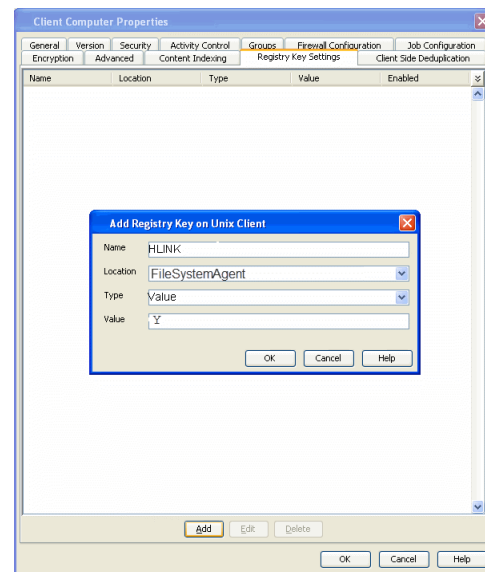 Client Computer Properties
General Version Security Activity Control Groups Firewall Configuration Job Configuration
Encryption Advanced Content Indexing Registry Key Settings Client Side Deduplication
Name Location Type Value Enabled
Add Registry Key on Unix Client
Name HLINK
Location FileSystemAgent
Type Value
Value Y
OK Cancel Help
Add Edit Delete
OK Cancel Help